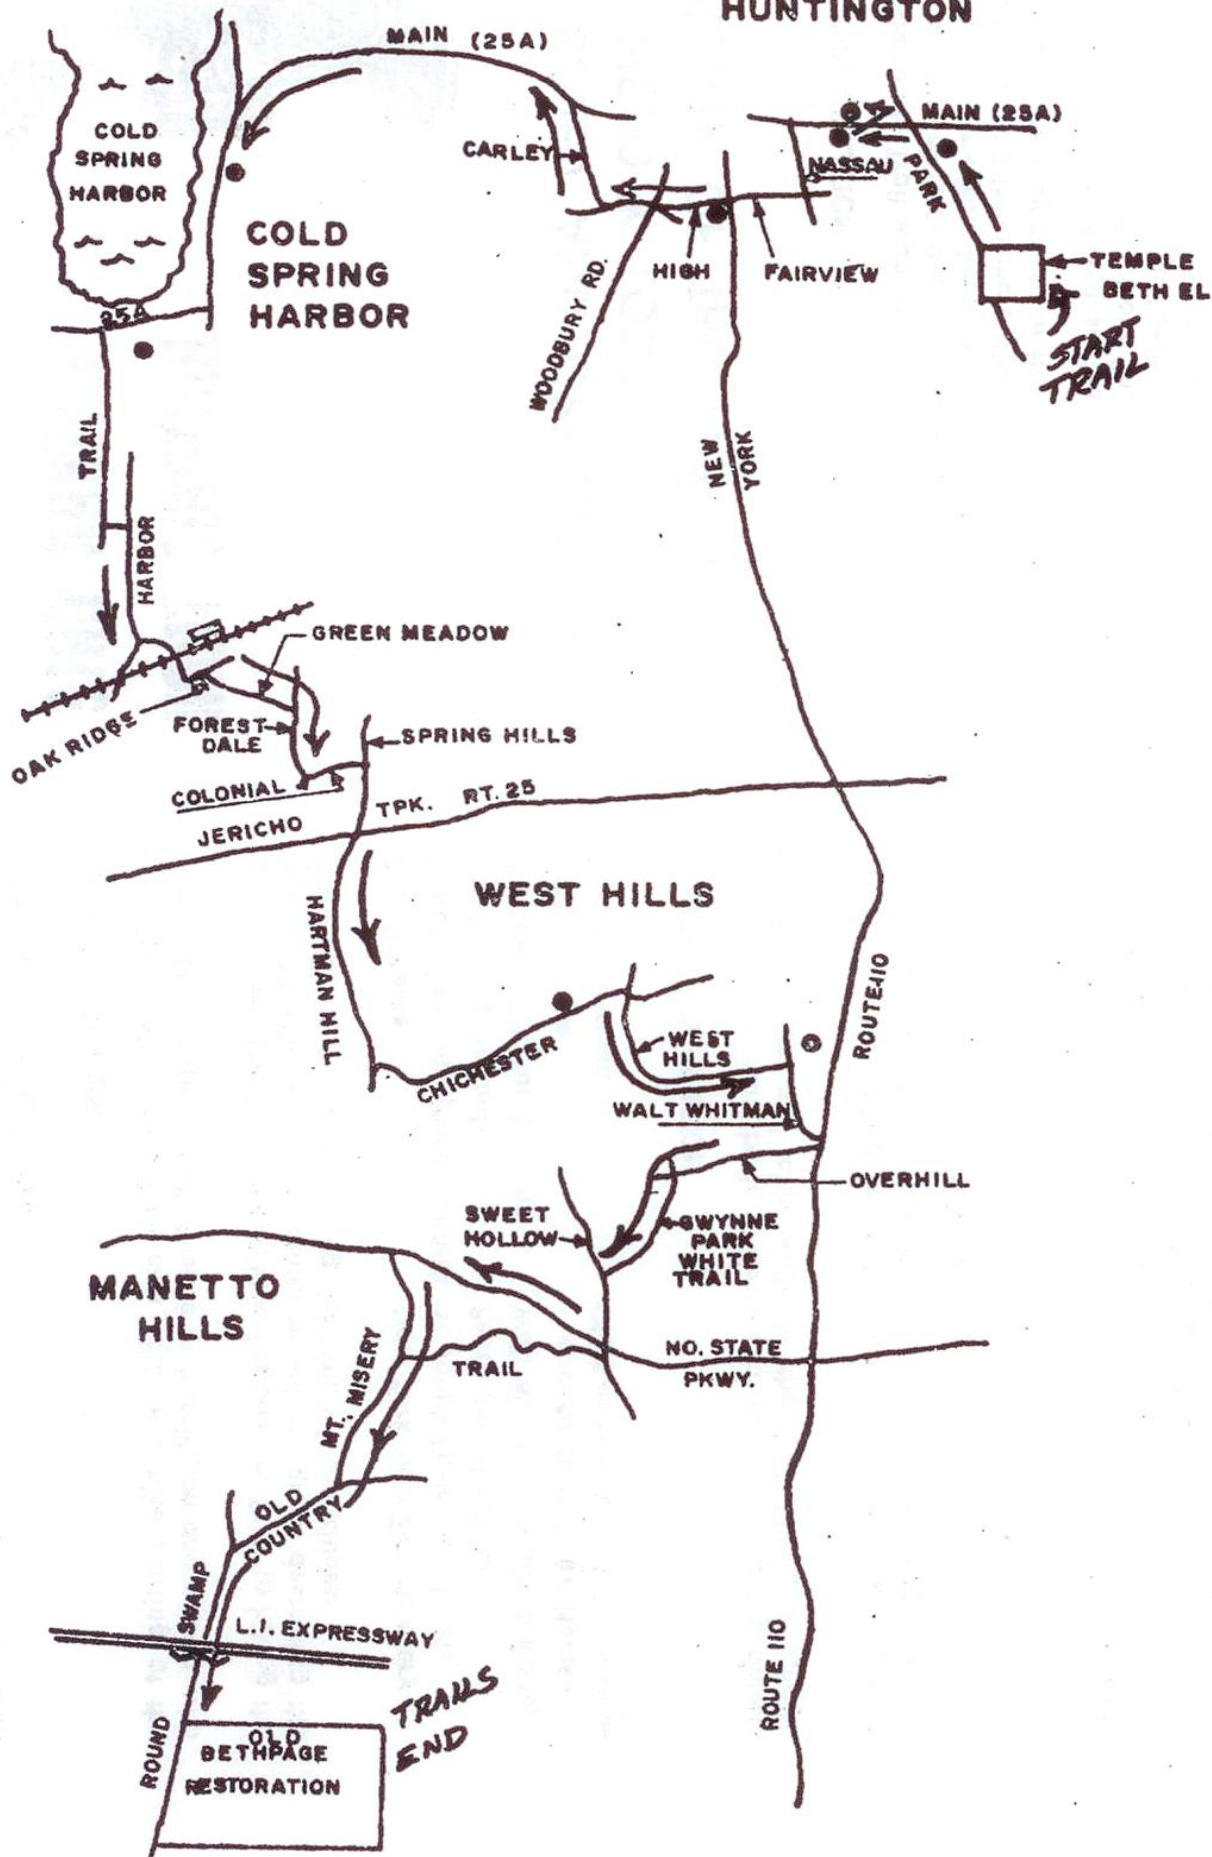 HUNTINGTON
MAIN (25A)
MAIN (25A)
COLD
SPRING
HARBOR
CARLEY
NASSAU
PARK
COLD
SPRING
HARBOR
HIGH
FAIRVIEW
TEMPLE
BETH EL
START
TRAIL
25A
WOODBURY RD.
TRAIL
NEW
YORK
HARBOR
GREEN MEADOW
OAK RIDGE
FOREST
DALE
SPRING HILLS
COLONIAL
JERICHO TPK. RT. 25
WEST HILLS
HARTMAN HILL
ROUTE 110
WEST
HILLS
CHICHESTER
WALT WHITMAN
OVERHILL
SWEET
HOLLOW
GWYNNE
PARK
WHITE
TRAIL
MANETTO
HILLS
NO. STATE
PKWY.
TRAIL
MT. MISERY
OLD
COUNTRY
SWAMP
L.I. EXPRESSWAY
ROUTE 110
TRAILS
END
ROUND
OLD
BETHPAGE
RESTORATION